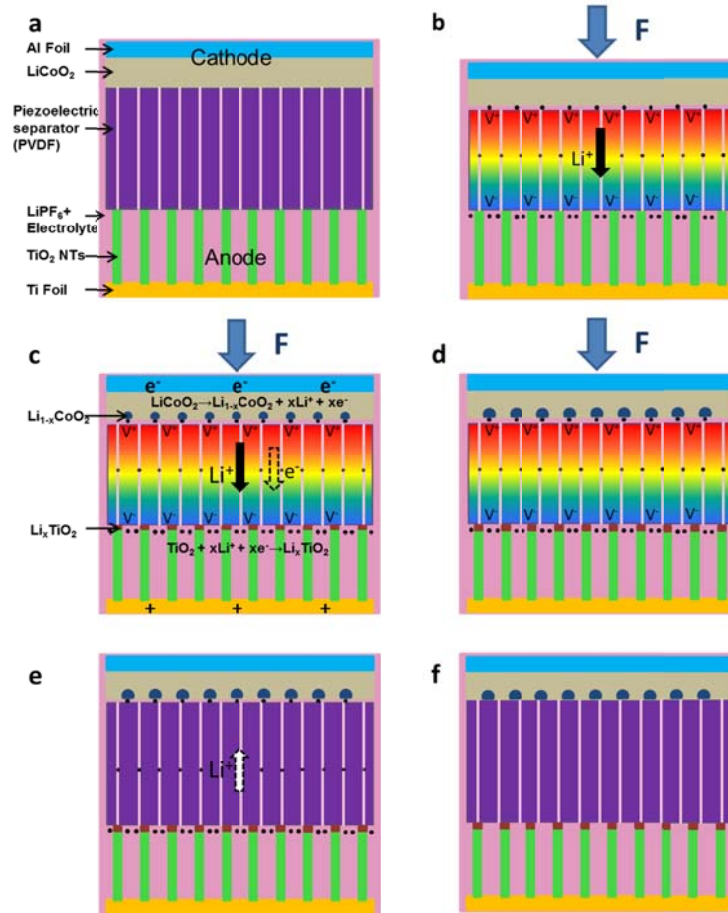 a
Al Foil
Cathode
LiCoO₂
Piezoelectric
separator
(PVDF)
LiPF₆+
Electrolyte
TiO₂ NTs
Anode
Ti Foil
b
F
V⁺ V⁺ V⁺ V⁺ V⁺ V⁺
Li⁺
V⁻ V⁻ V⁻ V⁻ V⁻ V⁻
c
F
e⁻ e⁻ e⁻
LiCoO₂→Li₁₋ₓCoO₂ + xLi⁺ + xe⁻
Li₁₋ₓCoO₂
V⁺ V⁺ V⁺ V⁺ V⁺ V⁺
Li⁺ e⁻
V⁻ V⁻ V⁻ V⁻ V⁻ V⁻
LiₓTiO₂
TiO₂ + xLi⁺ + xe⁻→LiₓTiO₂
+ + +
d
F
V⁺ V⁺ V⁺ V⁺ V⁺ V⁺
V⁻ V⁻ V⁻ V⁻ V⁻ V⁻
e
Li⁺
f